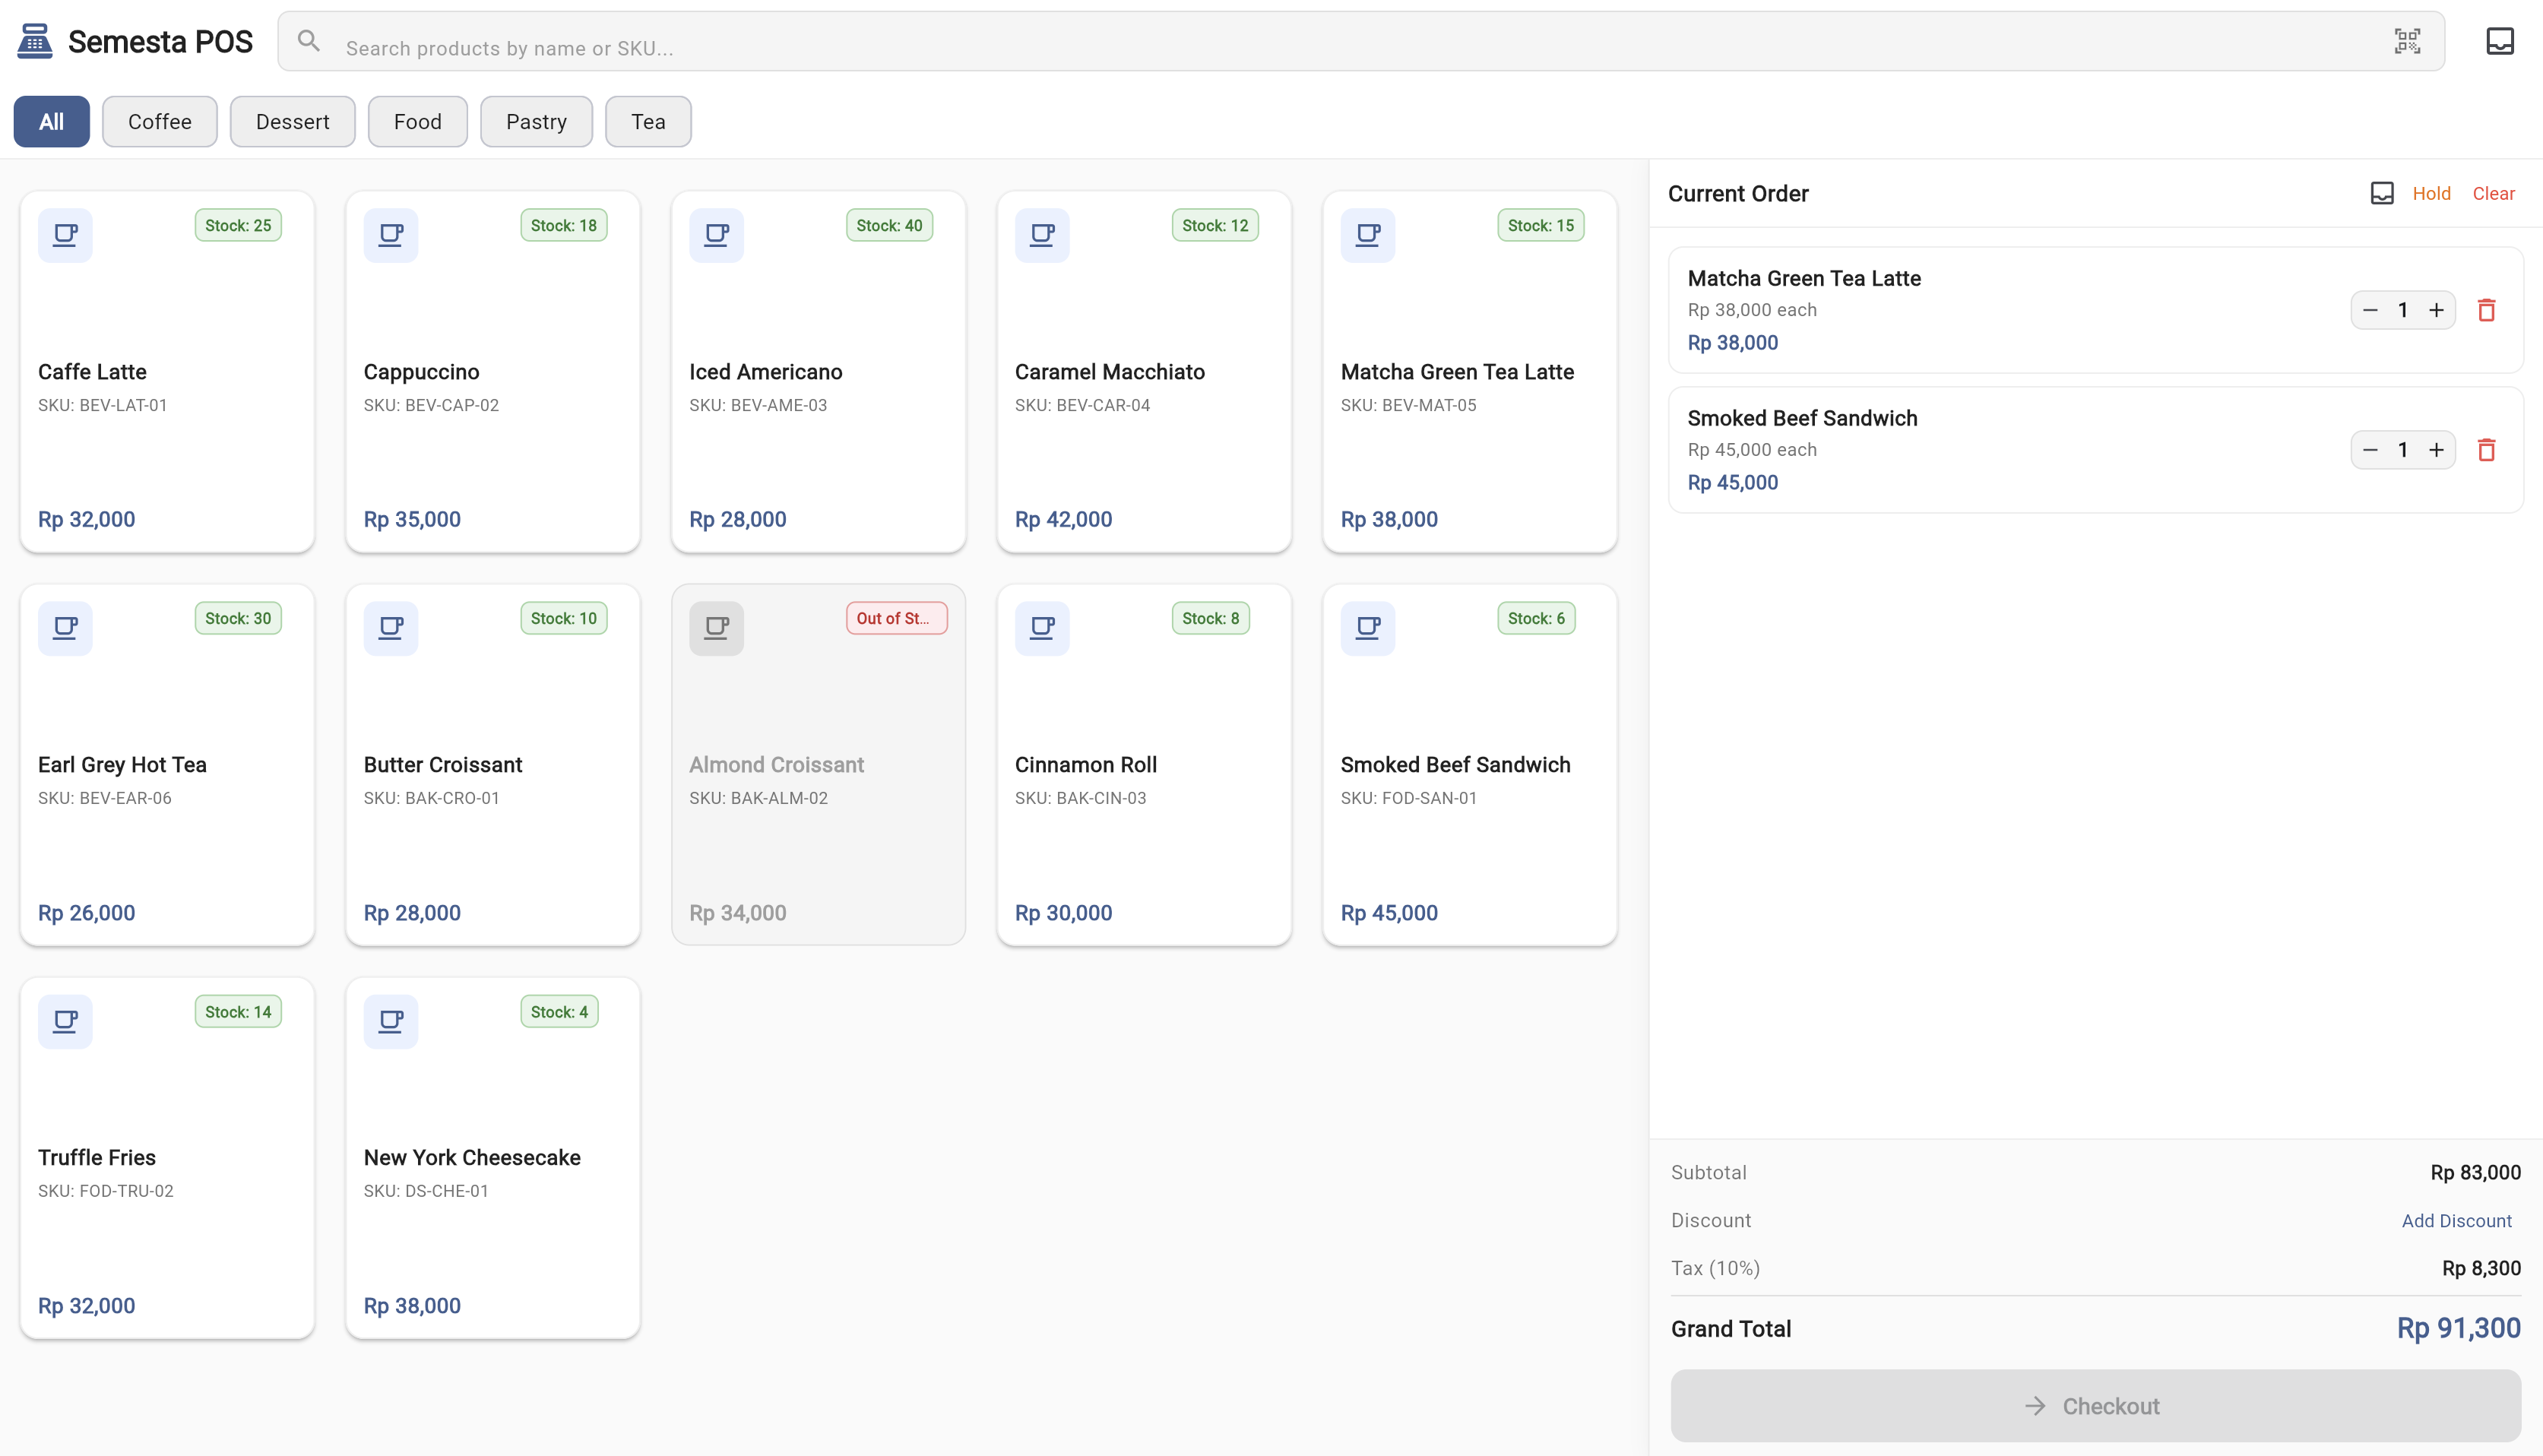 Semesta POS
Search products by name or SKU...
All
Coffee
Dessert
Food
Pastry
Tea
Stock: 25
Caffe Latte
SKU: BEV-LAT-01
Rp 32,000
Stock: 18
Cappuccino
SKU: BEV-CAP-02
Rp 35,000
Stock: 40
Iced Americano
SKU: BEV-AME-03
Rp 28,000
Stock: 12
Caramel Macchiato
SKU: BEV-CAR-04
Rp 42,000
Stock: 15
Matcha Green Tea Latte
SKU: BEV-MAT-05
Rp 38,000
Stock: 30
Earl Grey Hot Tea
SKU: BEV-EAR-06
Rp 26,000
Stock: 10
Butter Croissant
SKU: BAK-CRO-01
Rp 28,000
Out of St...
Almond Croissant
SKU: BAK-ALM-02
Rp 34,000
Stock: 8
Cinnamon Roll
SKU: BAK-CIN-03
Rp 30,000
Stock: 6
Smoked Beef Sandwich
SKU: FOD-SAN-01
Rp 45,000
Stock: 14
Truffle Fries
SKU: FOD-TRU-02
Rp 32,000
Stock: 4
New York Cheesecake
SKU: DS-CHE-01
Rp 38,000
Current Order
Hold
Clear
Matcha Green Tea Latte
Rp 38,000 each
Rp 38,000
1
Smoked Beef Sandwich
Rp 45,000 each
Rp 45,000
1
Subtotal Rp 83,000
Discount Add Discount
Tax (10%) Rp 8,300
Grand Total Rp 91,300
Checkout